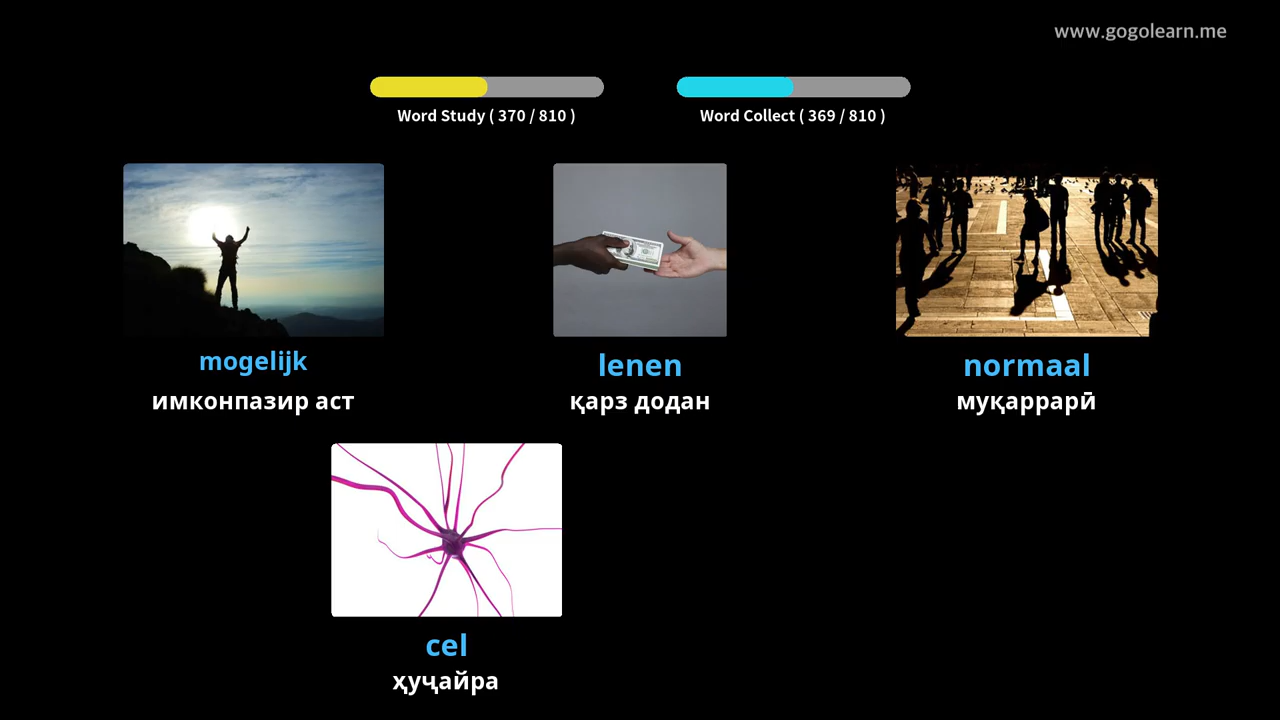 www.gogolearn.me
Word Study ( 370 / 810 )
Word Collect ( 369 / 810 )
mogelijk
имконпазир аст
lenen
қарз додан
normaal
муқаррарӣ
cel
ҳуҷайра